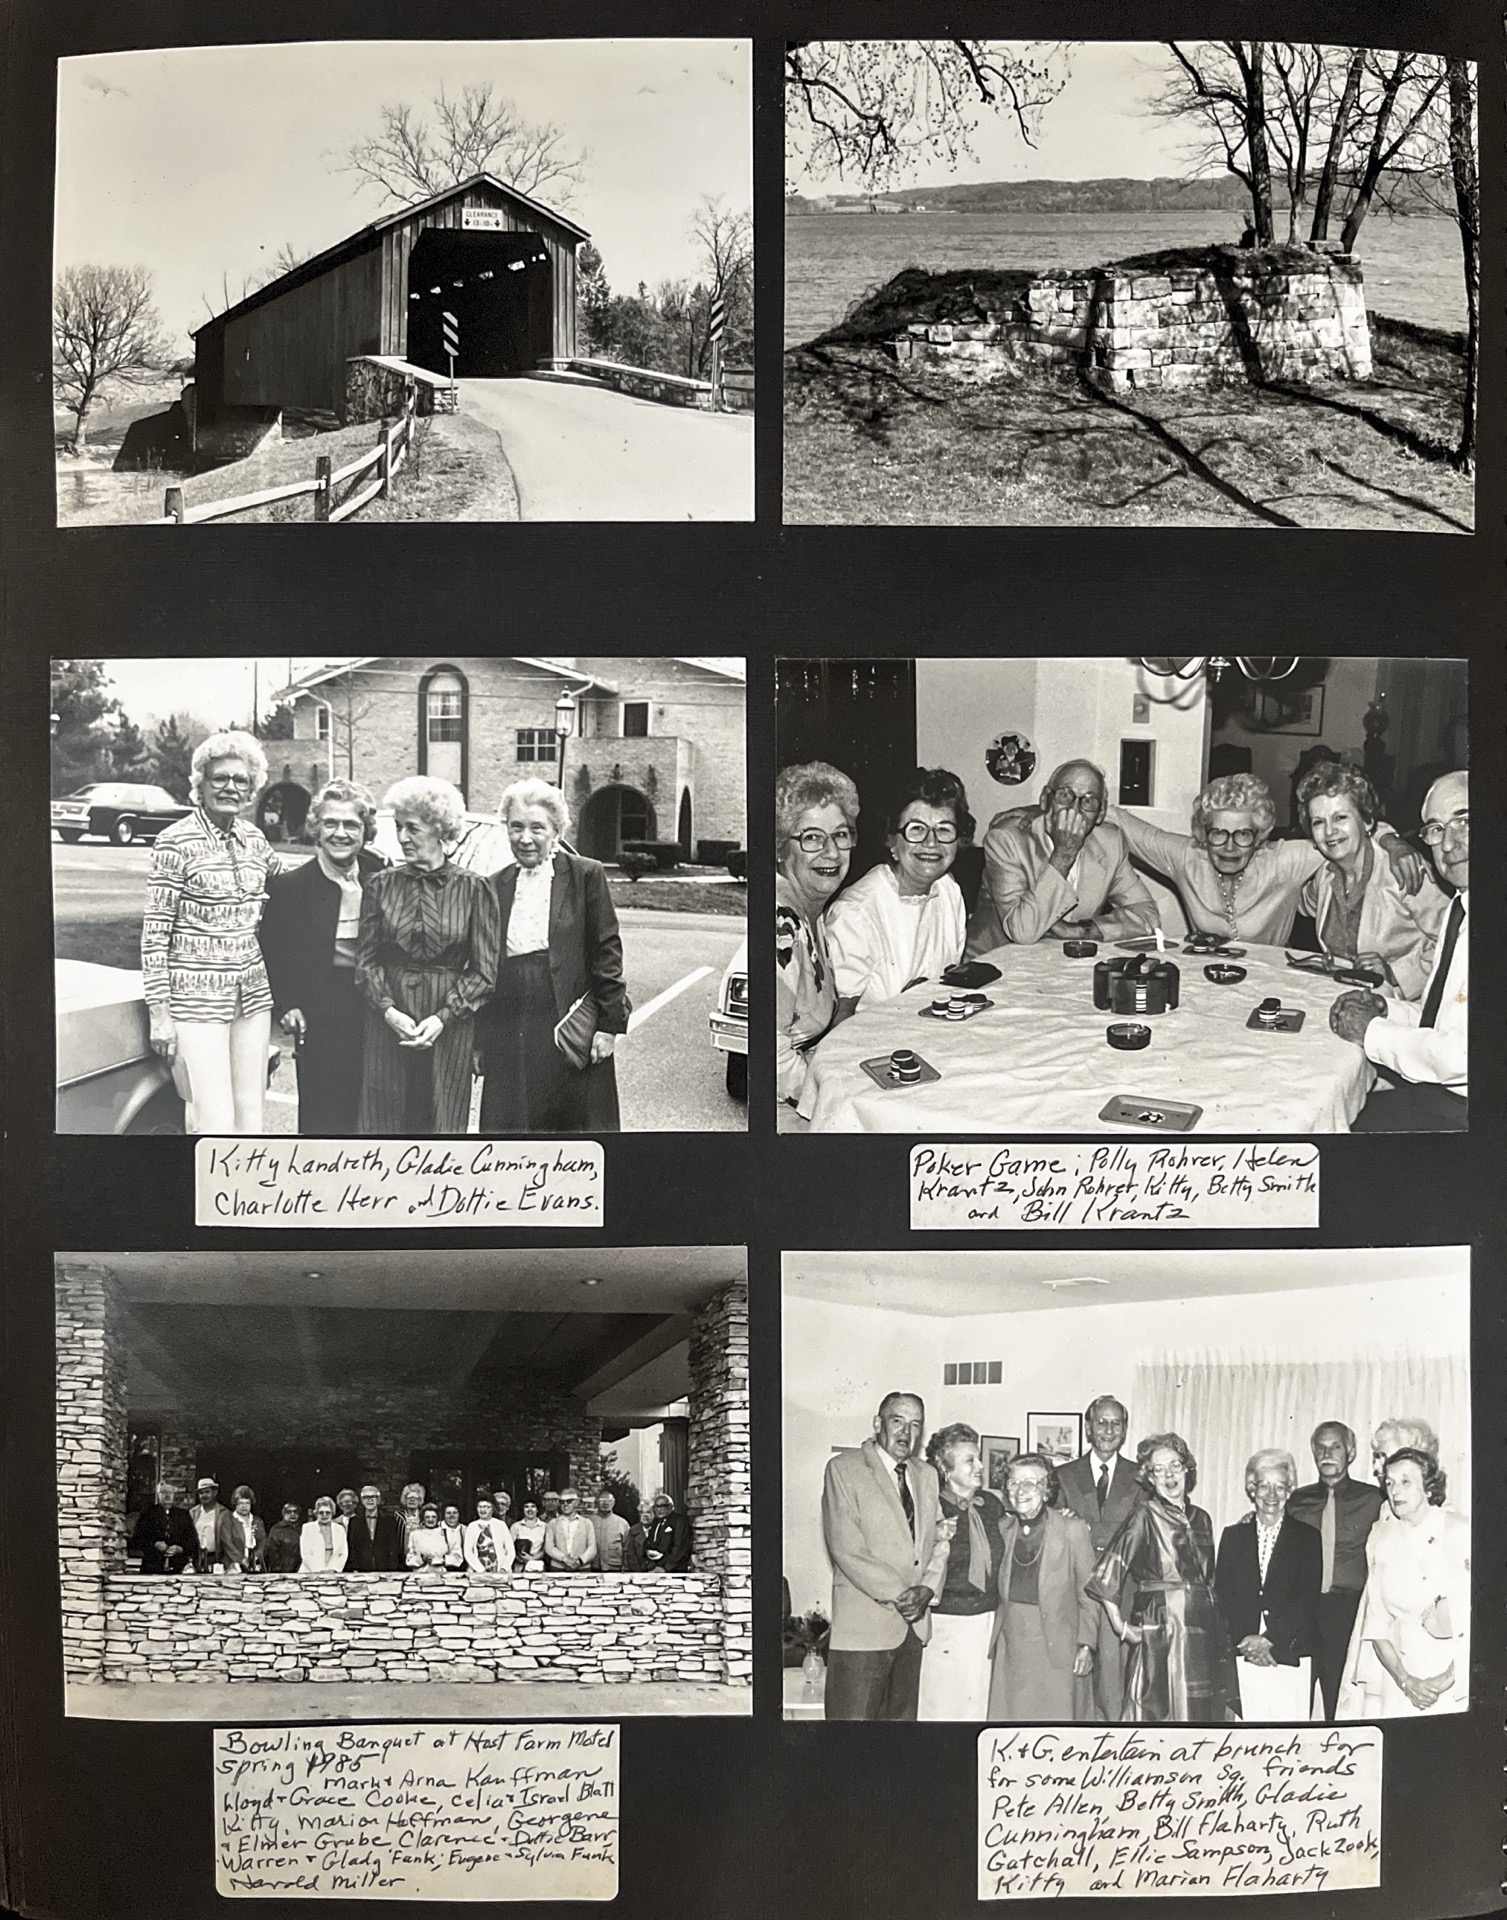 CLEARANCE
13-10
Kitty Landreth, Gladie Cunningham,
Charlotte Herr and Dottie Evans.
Poker Game; Polly Rohrer, Helen
Krantz, John Rohrer, Kitty, Betty Smith
and Bill Krantz
Bowling Banquet at Host Farm Motel
Spring 1985
Mark & Arna Kauffman
Lloyd & Grace Cooke, Celia & Israel Blatt
Kitty, Marion Hoffman, Georgene
& Elmer Grube Clarence & Dottie Barr
Warren & Glady Fank; Eugene & Sylvia Funk
Harold Miller.
K. & G. entertain at brunch for
for some Williamson Sq. friends
Pete Allen, Betty Smith, Gladie
Cunningham, Bill Flaharty, Ruth
Gatchall, Ellie Sampson, Jack Zook,
Kitty and Marian Flaharty